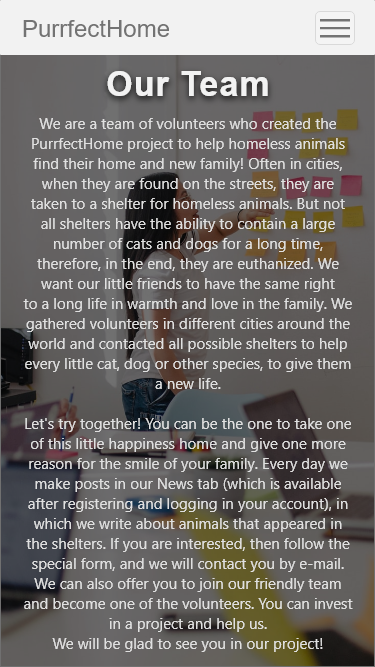 PurrfectHome
Our Team
We are a team of volunteers who created the
PurrfectHome project to help homeless animals
find their home and new family! Often in cities,
when they are found on the streets, they are
taken to a shelter for homeless animals. But not
all shelters have the ability to contain a large
number of cats and dogs for a long time,
therefore, in the end, they are euthanized. We
want our little friends to have the same right
to a long life in warmth and love in the family. We
gathered volunteers in different cities around the
world and contacted all possible shelters to help
every little cat, dog or other species, to give them
a new life.
Let's try together! You can be the one to take one
of this little happiness home and give one more
reason for the smile of your family. Every day we
make posts in our News tab (which is available
after registering and logging in your account), in
which we write about animals that appeared in
the shelters. If you are interested, then follow the
special form, and we will contact you by e-mail.
We can also offer you to join our friendly team
and become one of the volunteers. You can invest
in a project and help us.
We will be glad to see you in our project!